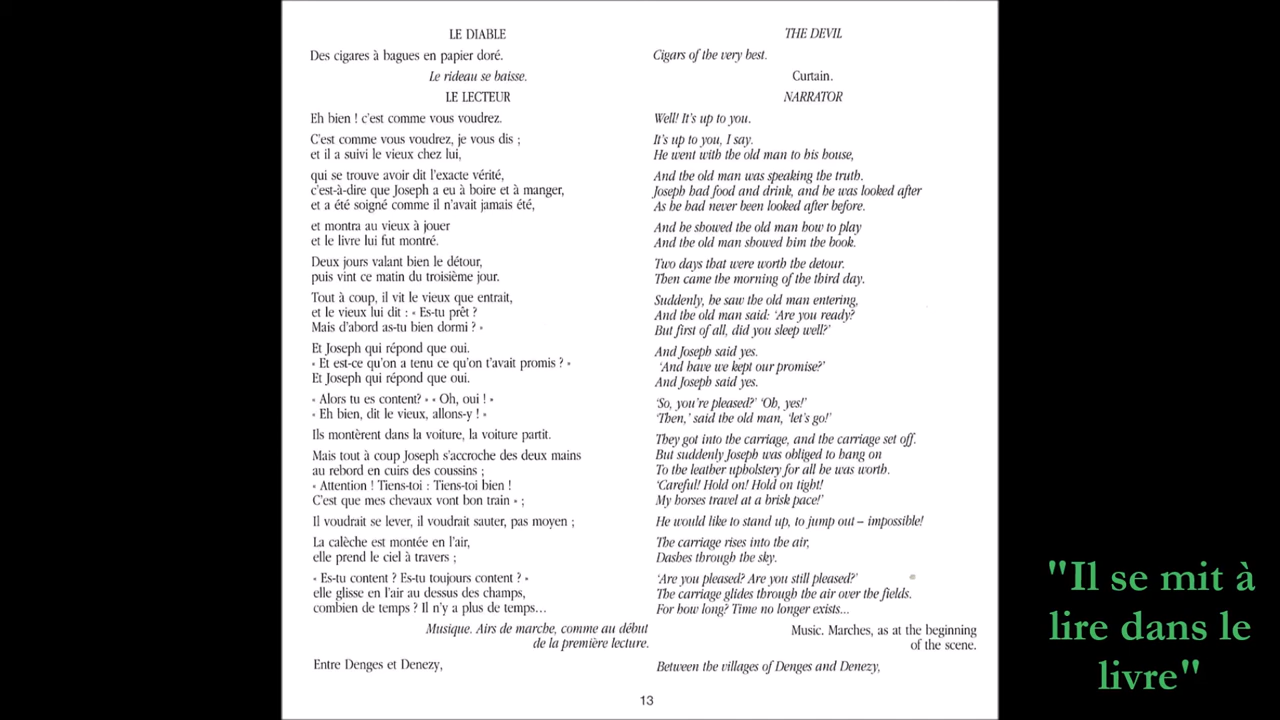 LE DIABLE
Des cigares à bagues en papier doré.
Le rideau se baisse.
LE LECTEUR
Eh bien ! c'est comme vous voudrez.
C'est comme vous voudrez, je vous dis ;
et il a suivi le vieux chez lui,
qui se trouve avoir dit l'exacte vérité,
c'est-à-dire que Joseph a eu à boire et à manger,
et a été soigné comme il n'avait jamais été,
et montra au vieux à jouer
et le livre lui fut montré.
Deux jours valant bien le détour,
puis vint ce matin du troisième jour.
Tout à coup, il vit le vieux que entrait,
et le vieux lui dit : « Es-tu prêt ?
Mais d'abord as-tu bien dormi ? »
Et Joseph qui répond que oui.
« Et est-ce qu'on a tenu ce qu'on t'avait promis ? »
Et Joseph qui répond que oui.
« Alors tu es content? » « Oh, oui ! »
« Eh bien, dit le vieux, allons-y ! »
Ils montèrent dans la voiture, la voiture partit.
Mais tout à coup Joseph s'accroche des deux mains
au rebord en cuirs des coussins ;
« Attention ! Tiens-toi : Tiens-toi bien !
C'est que mes chevaux vont bon train » ;
Il voudrait se lever, il voudrait sauter, pas moyen ;
La calèche est montée en l'air,
elle prend le ciel à travers ;
« Es-tu content ? Es-tu toujours content ? »
elle glisse en l'air au dessus des champs,
combien de temps ? Il n'y a plus de temps...
Musique. Airs de marche, comme au début
de la première lecture.
Entre Denges et Denezy,
THE DEVIL
Cigars of the very best.
Curtain.
NARRATOR
Well! It's up to you.
It's up to you, I say.
He went with the old man to his house,
And the old man was speaking the truth.
Joseph had food and drink, and he was looked after
As he had never been looked after before.
And he showed the old man how to play
And the old man showed him the book.
Two days that were worth the detour.
Then came the morning of the third day.
Suddenly, he saw the old man entering,
And the old man said: 'Are you ready?
But first of all, did you sleep well?'
And Joseph said yes.
'And have we kept our promise?'
And Joseph said yes.
'So, you're pleased?' 'Oh, yes!'
'Then,' said the old man, 'let's go!'
They got into the carriage, and the carriage set off.
But suddenly Joseph was obliged to hang on
To the leather upholstery for all he was worth.
'Careful! Hold on! Hold on tight!
My horses travel at a brisk pace!'
He would like to stand up, to jump out – impossible!
The carriage rises into the air,
Dashes through the sky.
'Are you pleased? Are you still pleased?'
The carriage glides through the air over the fields.
For how long? Time no longer exists...
Music. Marches, as at the beginning
of the scene.
Between the villages of Denges and Denezy,
13
"Il se mit à
lire dans le
livre"